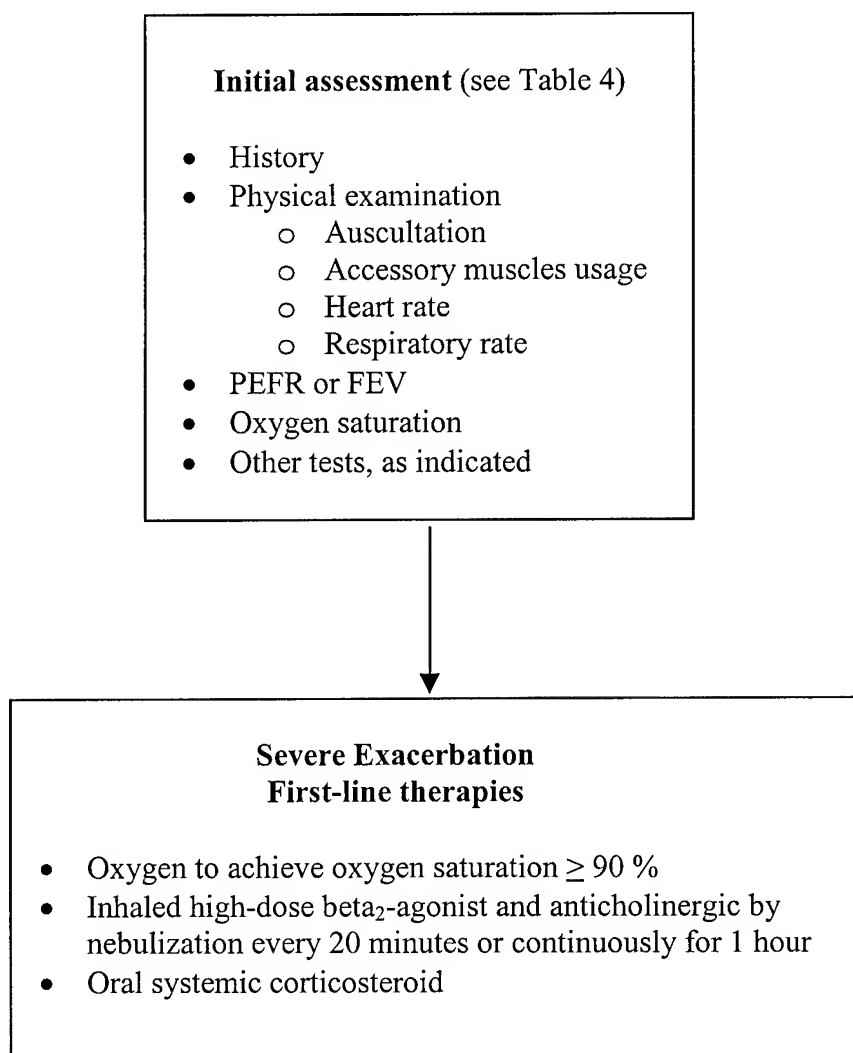 Initial assessment (see Table 4)
• History
• Physical examination
o Auscultation
o Accessory muscles usage
o Heart rate
o Respiratory rate
• PEFR or FEV
• Oxygen saturation
• Other tests, as indicated
Severe Exacerbation
First-line therapies
• Oxygen to achieve oxygen saturation ≥ 90 %
• Inhaled high-dose beta₂-agonist and anticholinergic by
nebulization every 20 minutes or continuously for 1 hour
• Oral systemic corticosteroid